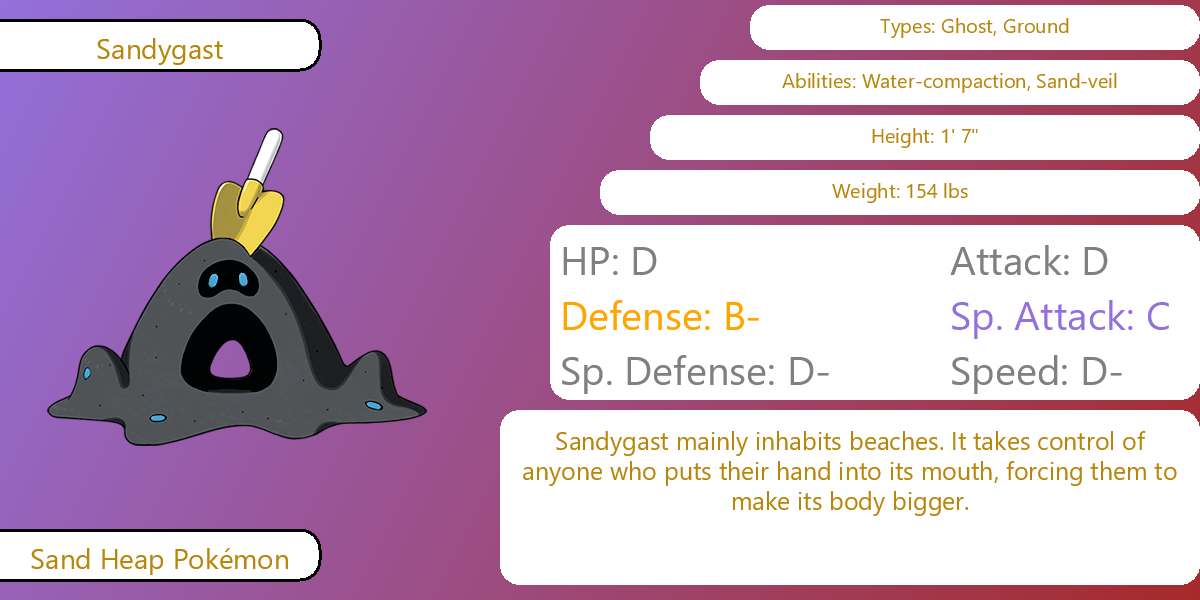 Sandygast
Types: Ghost, Ground
Abilities: Water-compaction, Sand-veil
Height: 1' 7"
Weight: 154 lbs
HP: D
Attack: D
Defense: B-
Sp. Attack: C
Sp. Defense: D-
Speed: D-
Sandygast mainly inhabits beaches. It takes control of
anyone who puts their hand into its mouth, forcing them to
make its body bigger.
Sand Heap Pokémon